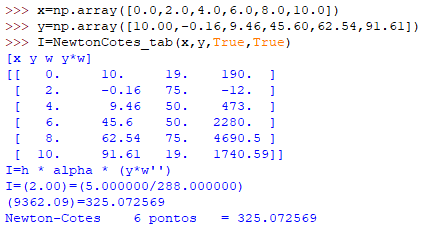 >>> x=np.array([0.0,2.0,4.0,6.0,8.0,10.0])
>>> y=np.array([10.00,-0.16,9.46,45.60,62.54,91.61])
>>> I=NewtonCotes_tab(x,y,True,True)
[x y w y*w]
[[ 0. 10. 19. 190. ]
[ 2. -0.16 75. -12. ]
[ 4. 9.46 50. 473. ]
[ 6. 45.6 50. 2280. ]
[ 8. 62.54 75. 4690.5 ]
[ 10. 91.61 19. 1740.59]]
I=h * alpha * (y*w'')
I=(2.00)=(5.000000/288.000000)
(9362.09)=325.072569
Newton-Cotes 6 pontos = 325.072569